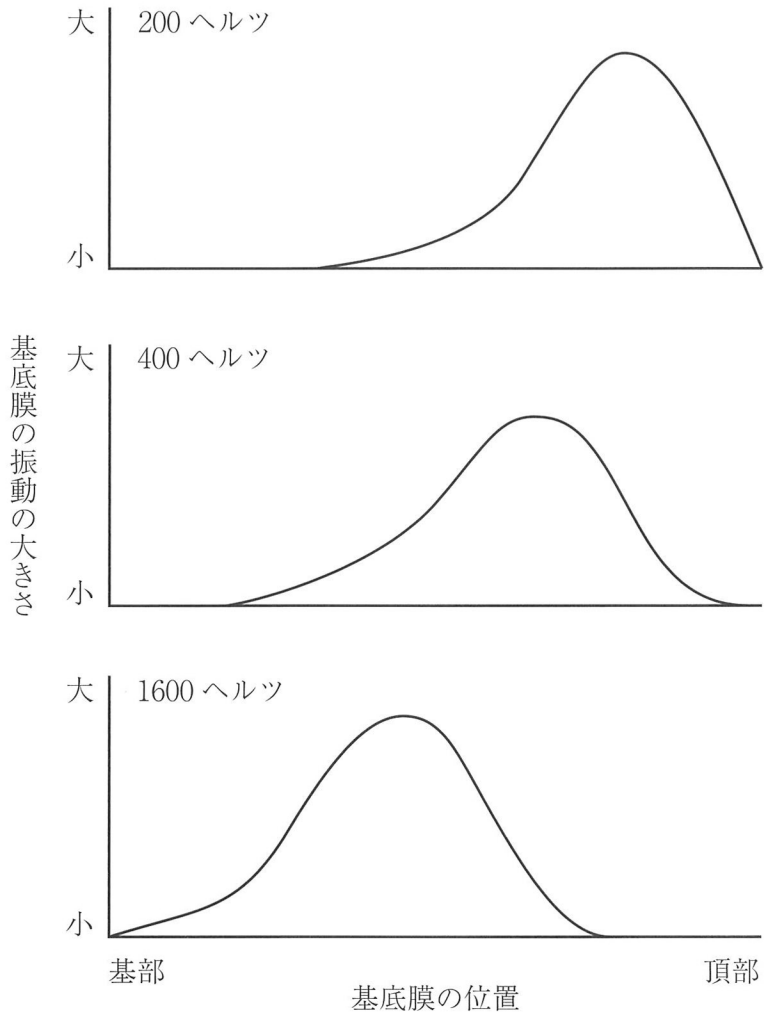 大
200 ヘルツ
小
基底膜の振動の大きさ
大
400 ヘルツ
小
大
1600 ヘルツ
小
基部
頂部
基底膜の位置